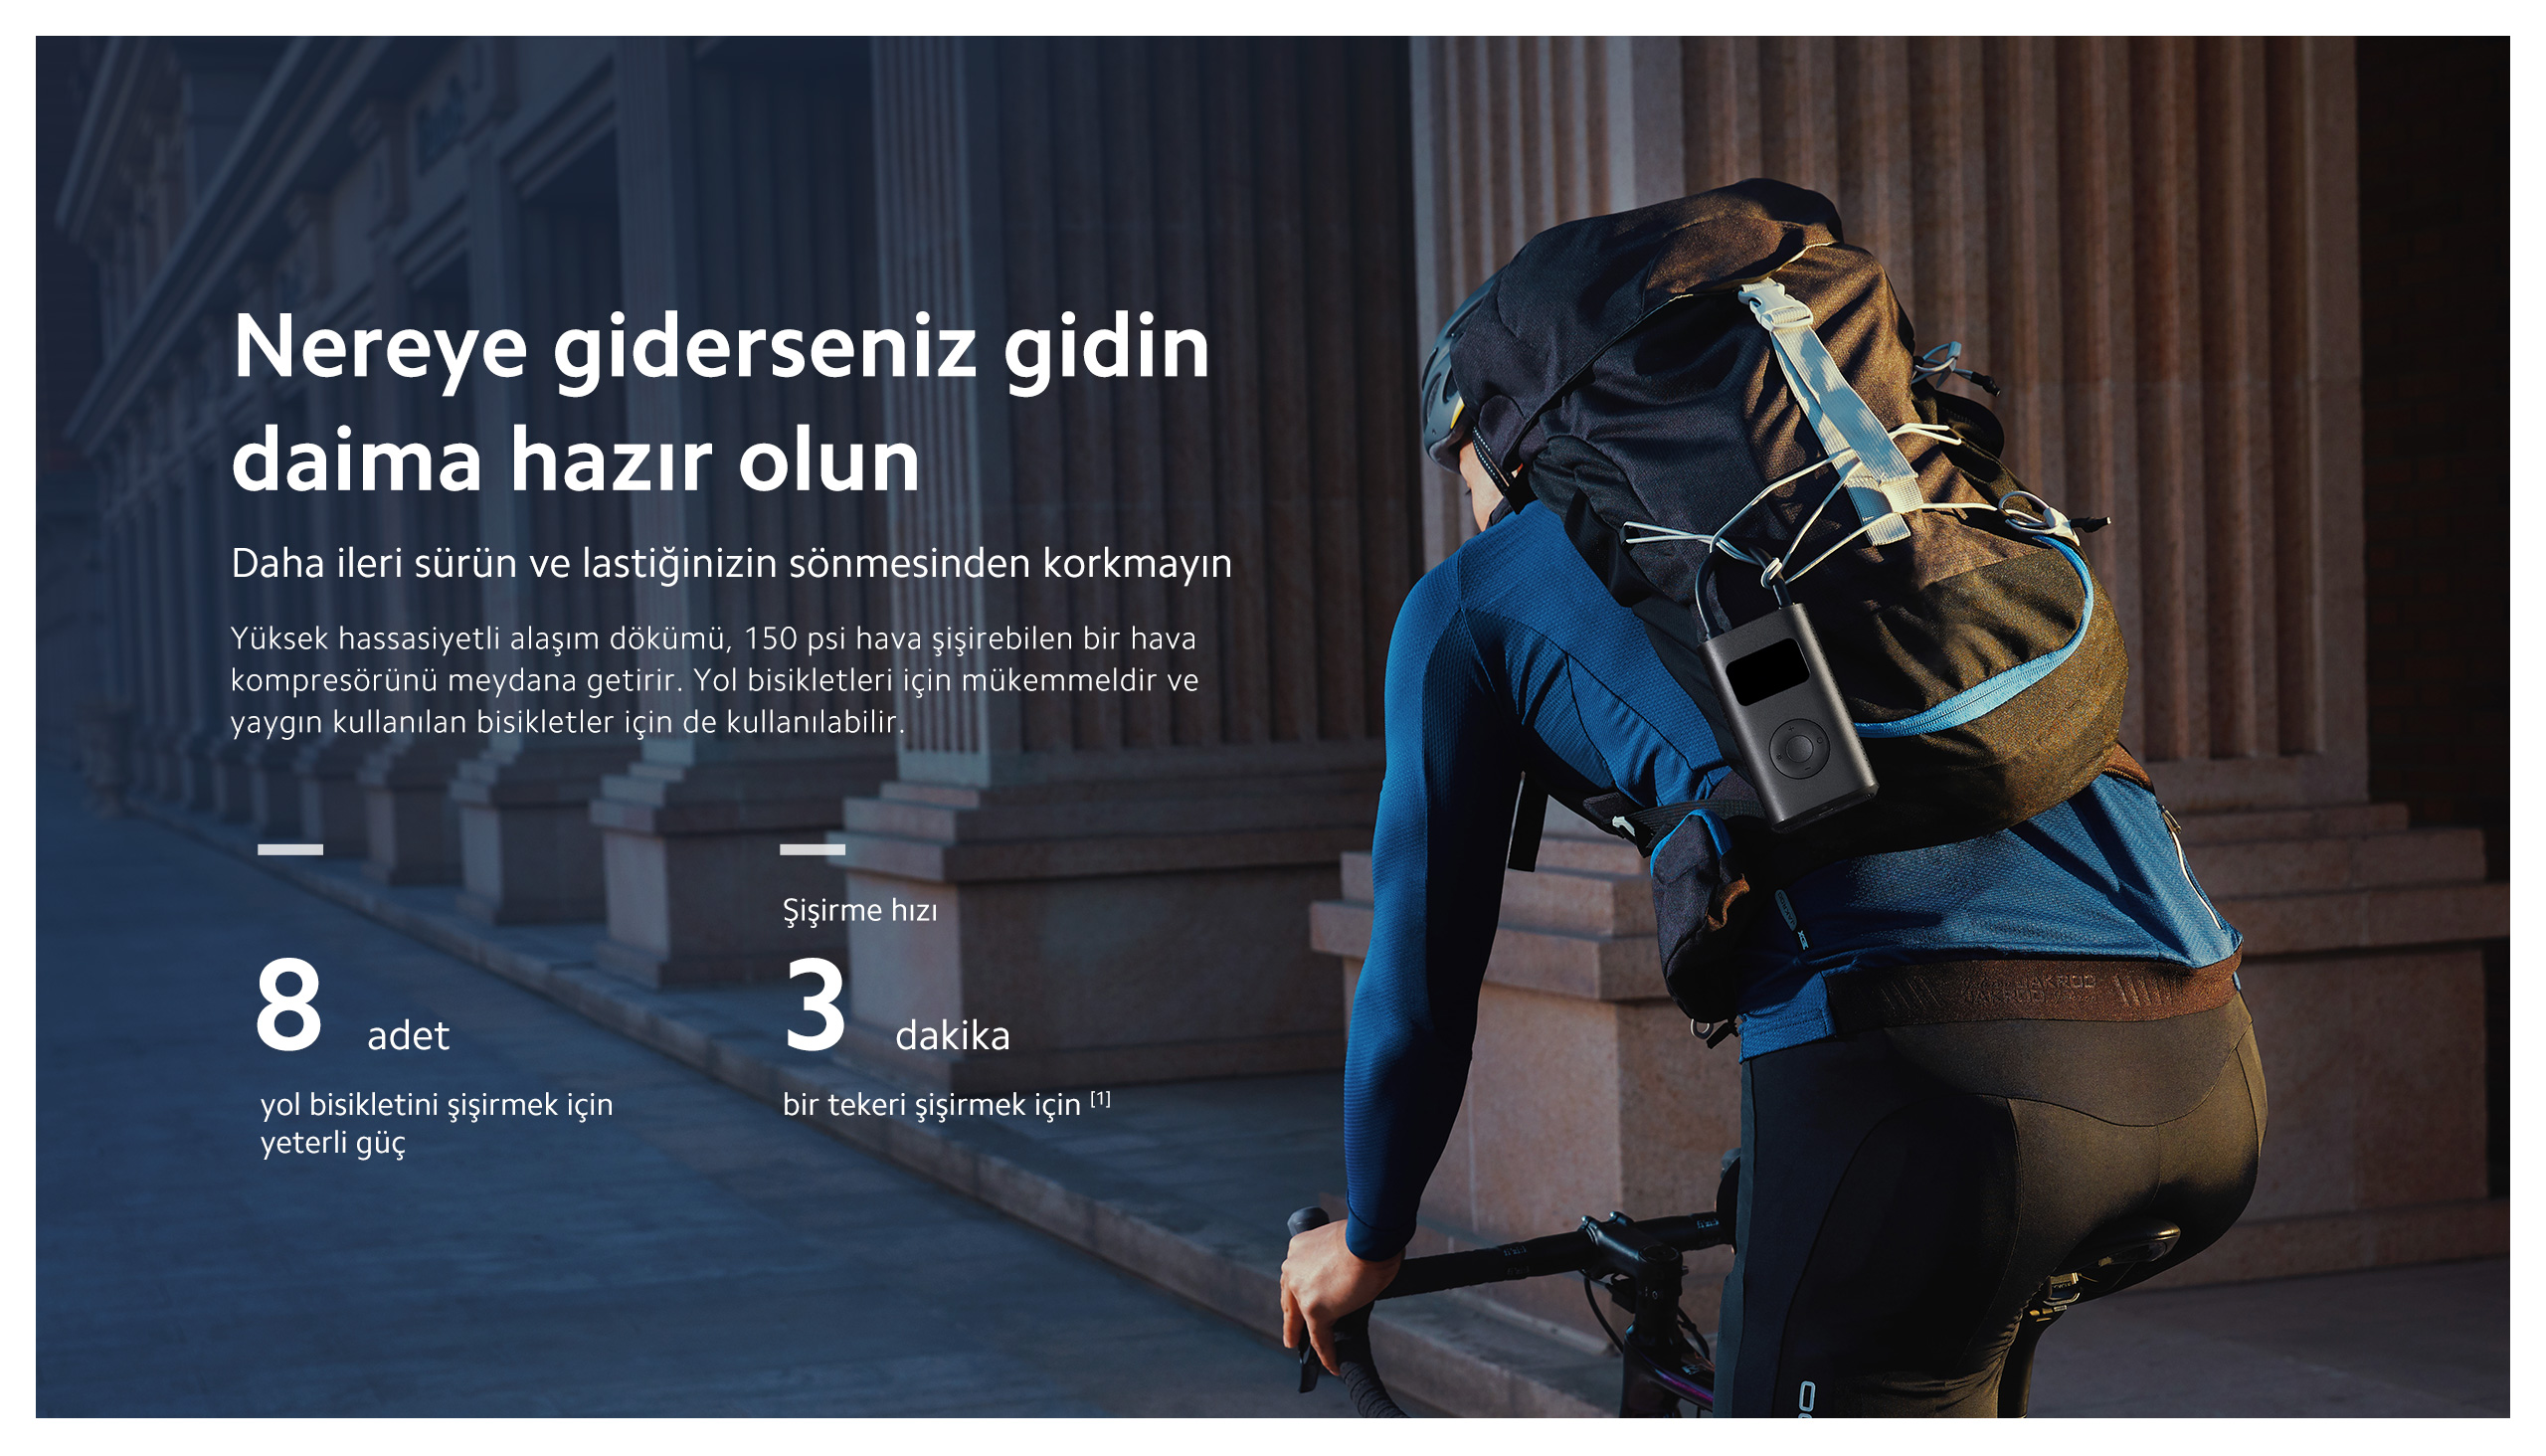 Nereye giderseniz gidin
daima hazır olun
Daha ileri sürün ve lastiğinizin sönmesinden korkmayın
Yüksek hassasiyetli alaşım dökümü, 150 psi hava şişirebilen bir hava
kompresörünü meydana getirir. Yol bisikletleri için mükemmeldir ve
yaygın kullanılan bisikletler için de kullanılabilir.
8 adet
yol bisikletini şişirmek için
yeterli güç
Şişirme hızı
3 dakika
bir tekeri şişirmek için [1]
JAKROO